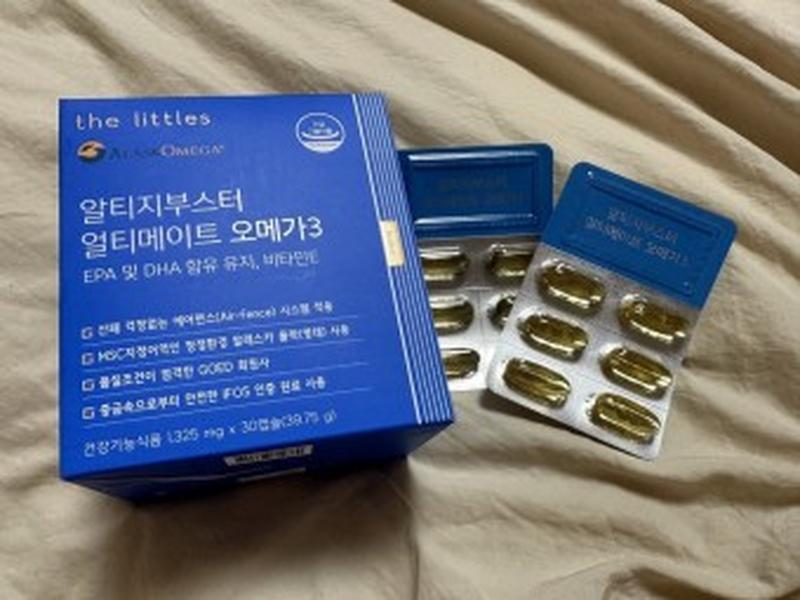 the littles
ALASKOMEGA®
알티지부스터
얼티메이트 오메가3
EPA 및 DHA 함유 유지, 비타민E
산패 걱정없는 에어펜스(Air-fence) 시스템 적용
MSC지정어력인 청정환경 알래스카 폴락(명태) 사용
품질조건이 엄격한 GOED 회원사
중금속으로부터 안전한 IFOS 인증 원료 사용
건강기능식품 1,325 mg x 30캡슐(39.75 g)
알티지부스터
얼티메이트 오메가3